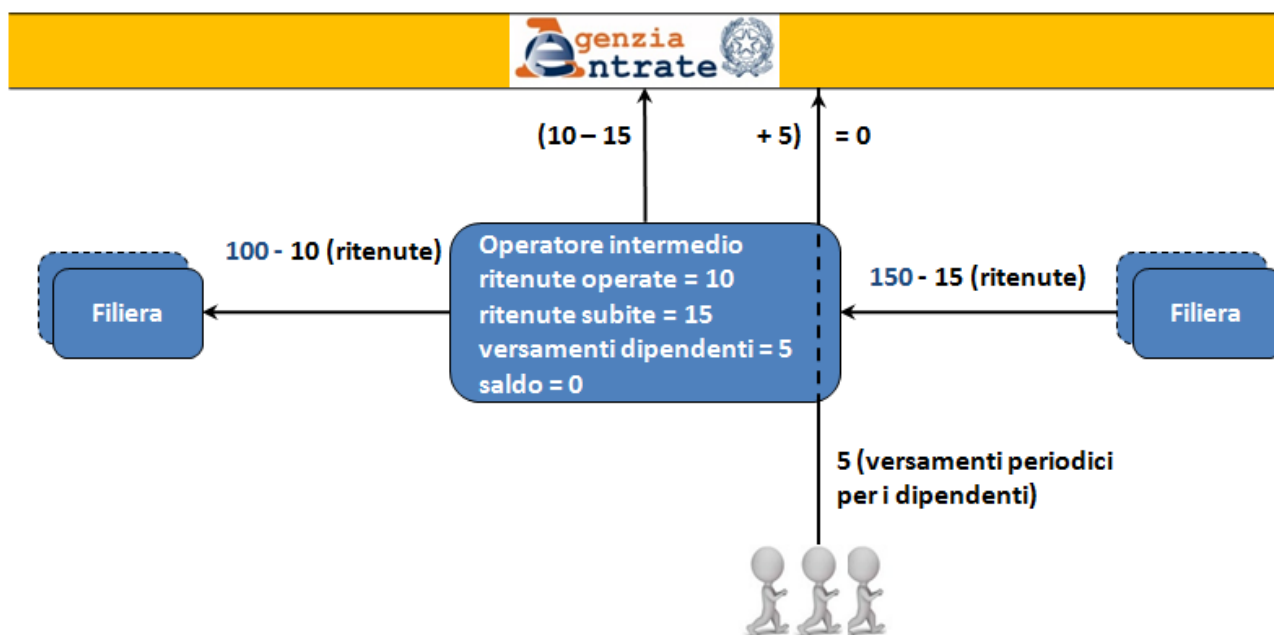 Agenzia
Entrate
(10 – 15 + 5) = 0
100 - 10 (ritenute)
Operatore intermedio
ritenute operate = 10
ritenute subite = 15
versamenti dipendenti = 5
saldo = 0
150 - 15 (ritenute)
Filiera
Filiera
5 (versamenti periodici
per i dipendenti)